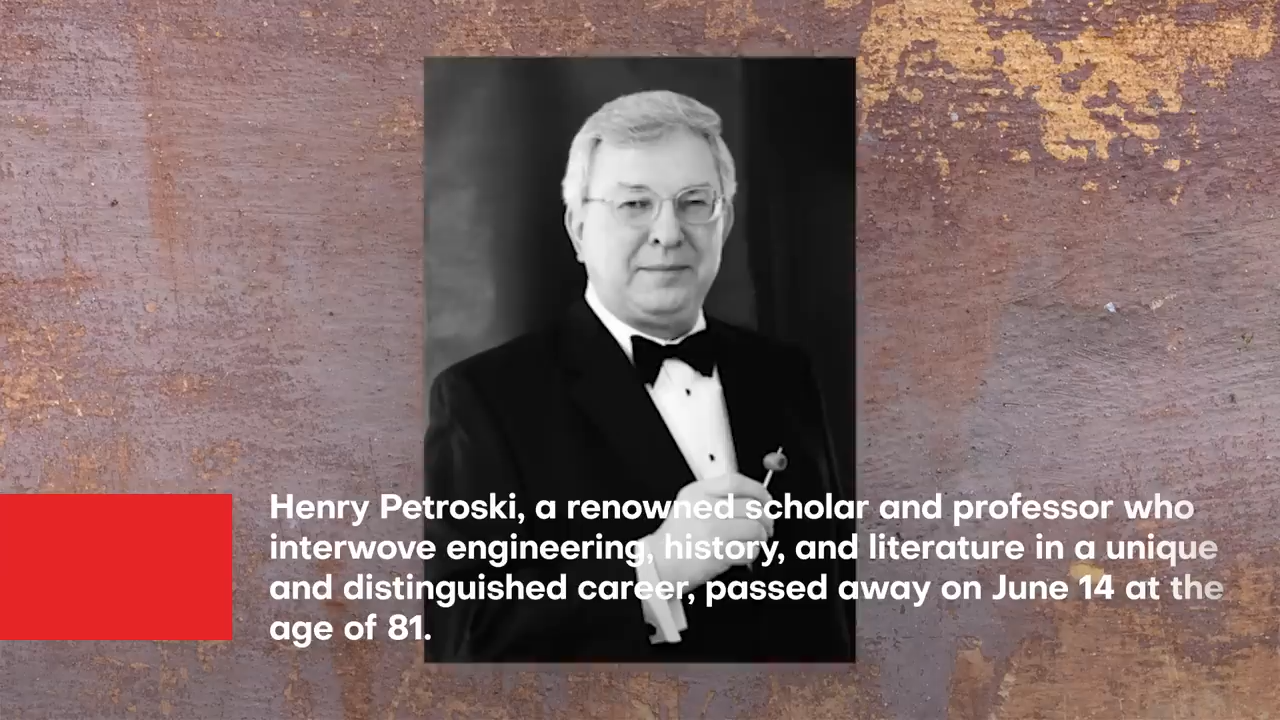 Henry Petroski, a renowned scholar and professor who
interwove engineering, history, and literature in a unique
and distinguished career, passed away on June 14 at the
age of 81.